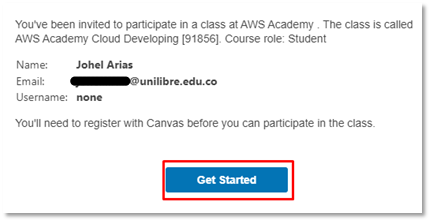 You've been invited to participate in a class at AWS Academy . The class is called
AWS Academy Cloud Developing [91856]. Course role: Student
Name: Johel Arias
Email: @unilibre.edu.co
Username: none
You'll need to register with Canvas before you can participate in the class.
Get Started